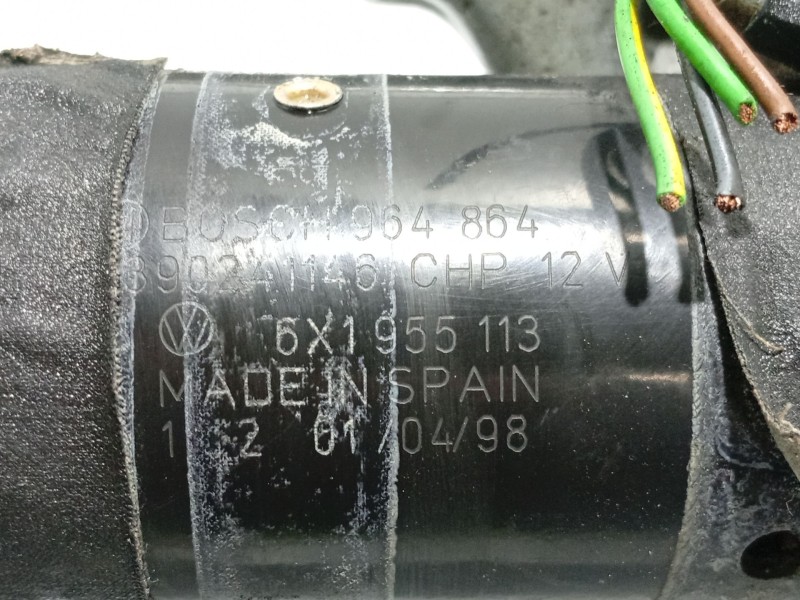 BOSCH 964 864
CHP 12 V
6X1 955 113
MADE IN SPAIN
01/04/98